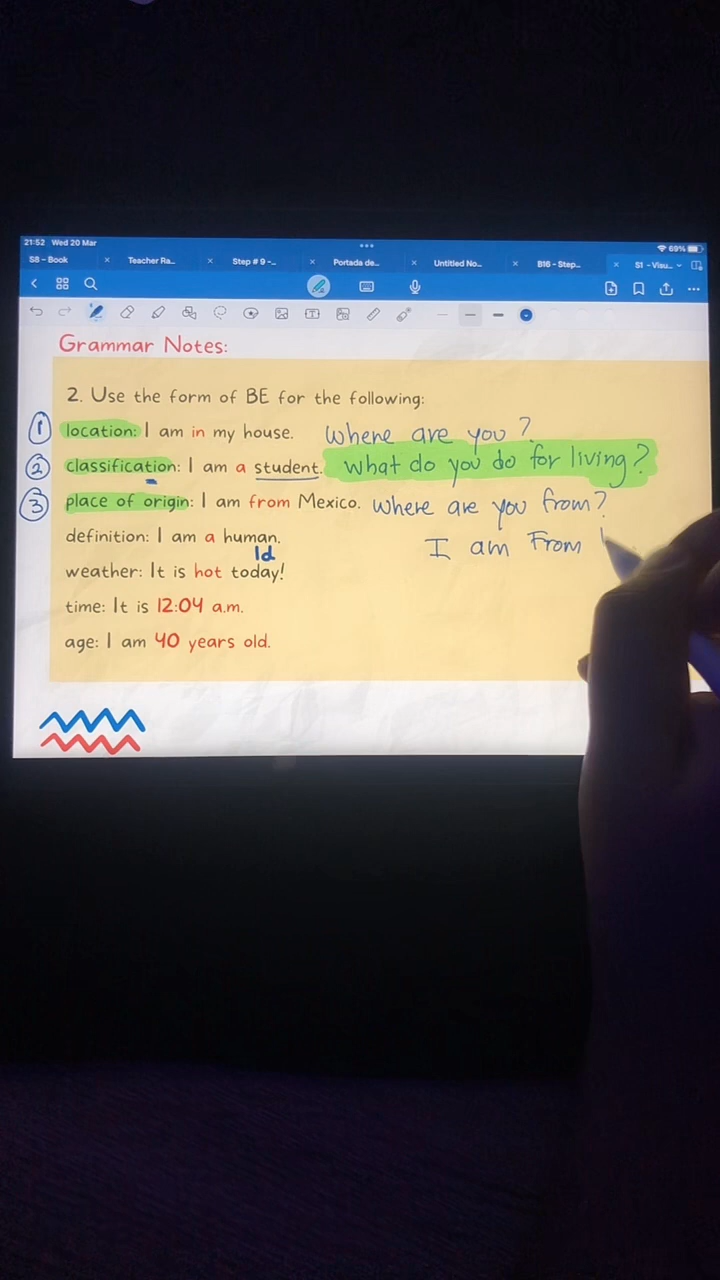 21:52 Wed 20 Mar
69%
S8 - Book
Teacher Ra...
Step # 9 -...
Portada de...
Untitled No...
B16 - Step...
S1 - Visu...
Grammar Notes:
2. Use the form of BE for the following:
1 location: I am in my house. Where are you?
2 classification: I am a student. What do you do for living?
3 place of origin: I am from Mexico. Where are you from?
definition: I am a human. I am From
ld
weather: It is hot today!
time: It is 12:04 a.m.
age: I am 40 years old.